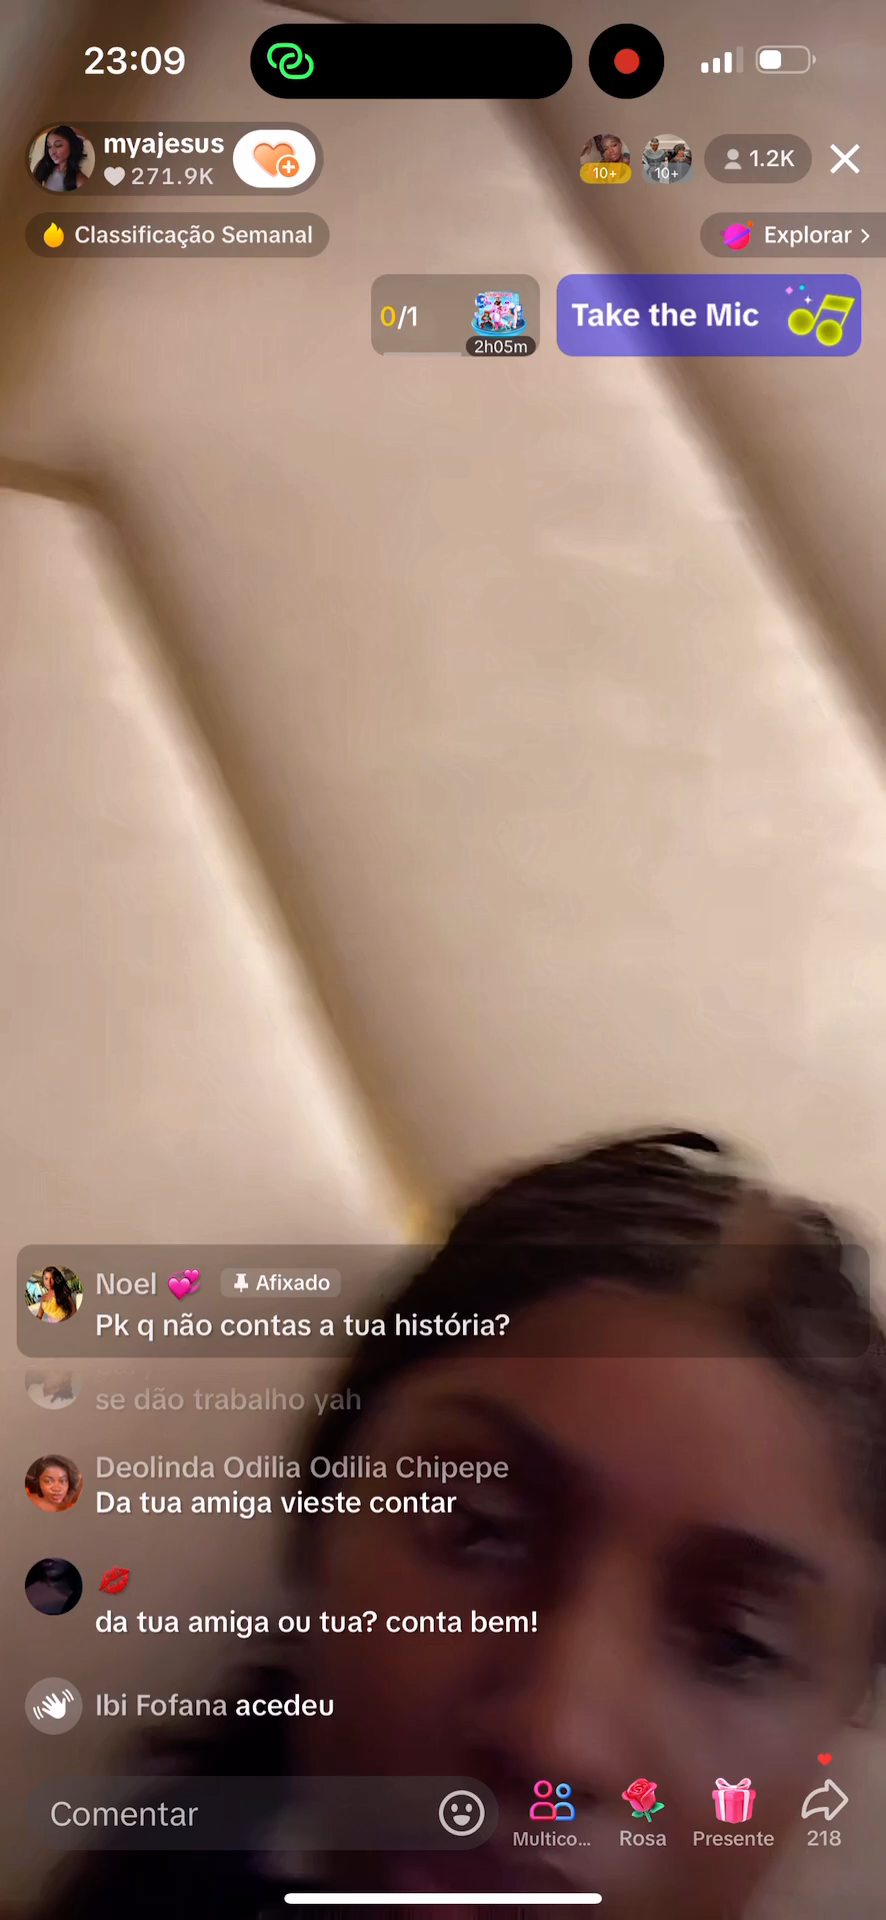 23:09
myajesus
271.9K
10+
10+
1.2K
Classificação Semanal
Explorar
0/1
2h05m
Take the Mic
Noel
Afixado
Pk q não contas a tua história?
se dão trabalho yah
Deolinda Odilia Odilia Chipepe
Da tua amiga vieste contar
da tua amiga ou tua? conta bem!
Ibi Fofana acedeu
Comentar
Multico...
Rosa
Presente
218